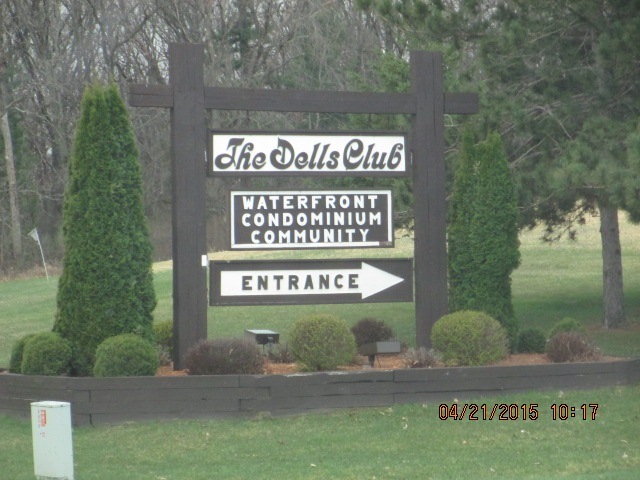 The Dells Club
WATERFRONT
CONDOMINIUM
COMMUNITY
ENTRANCE
04/21/2015 10:17